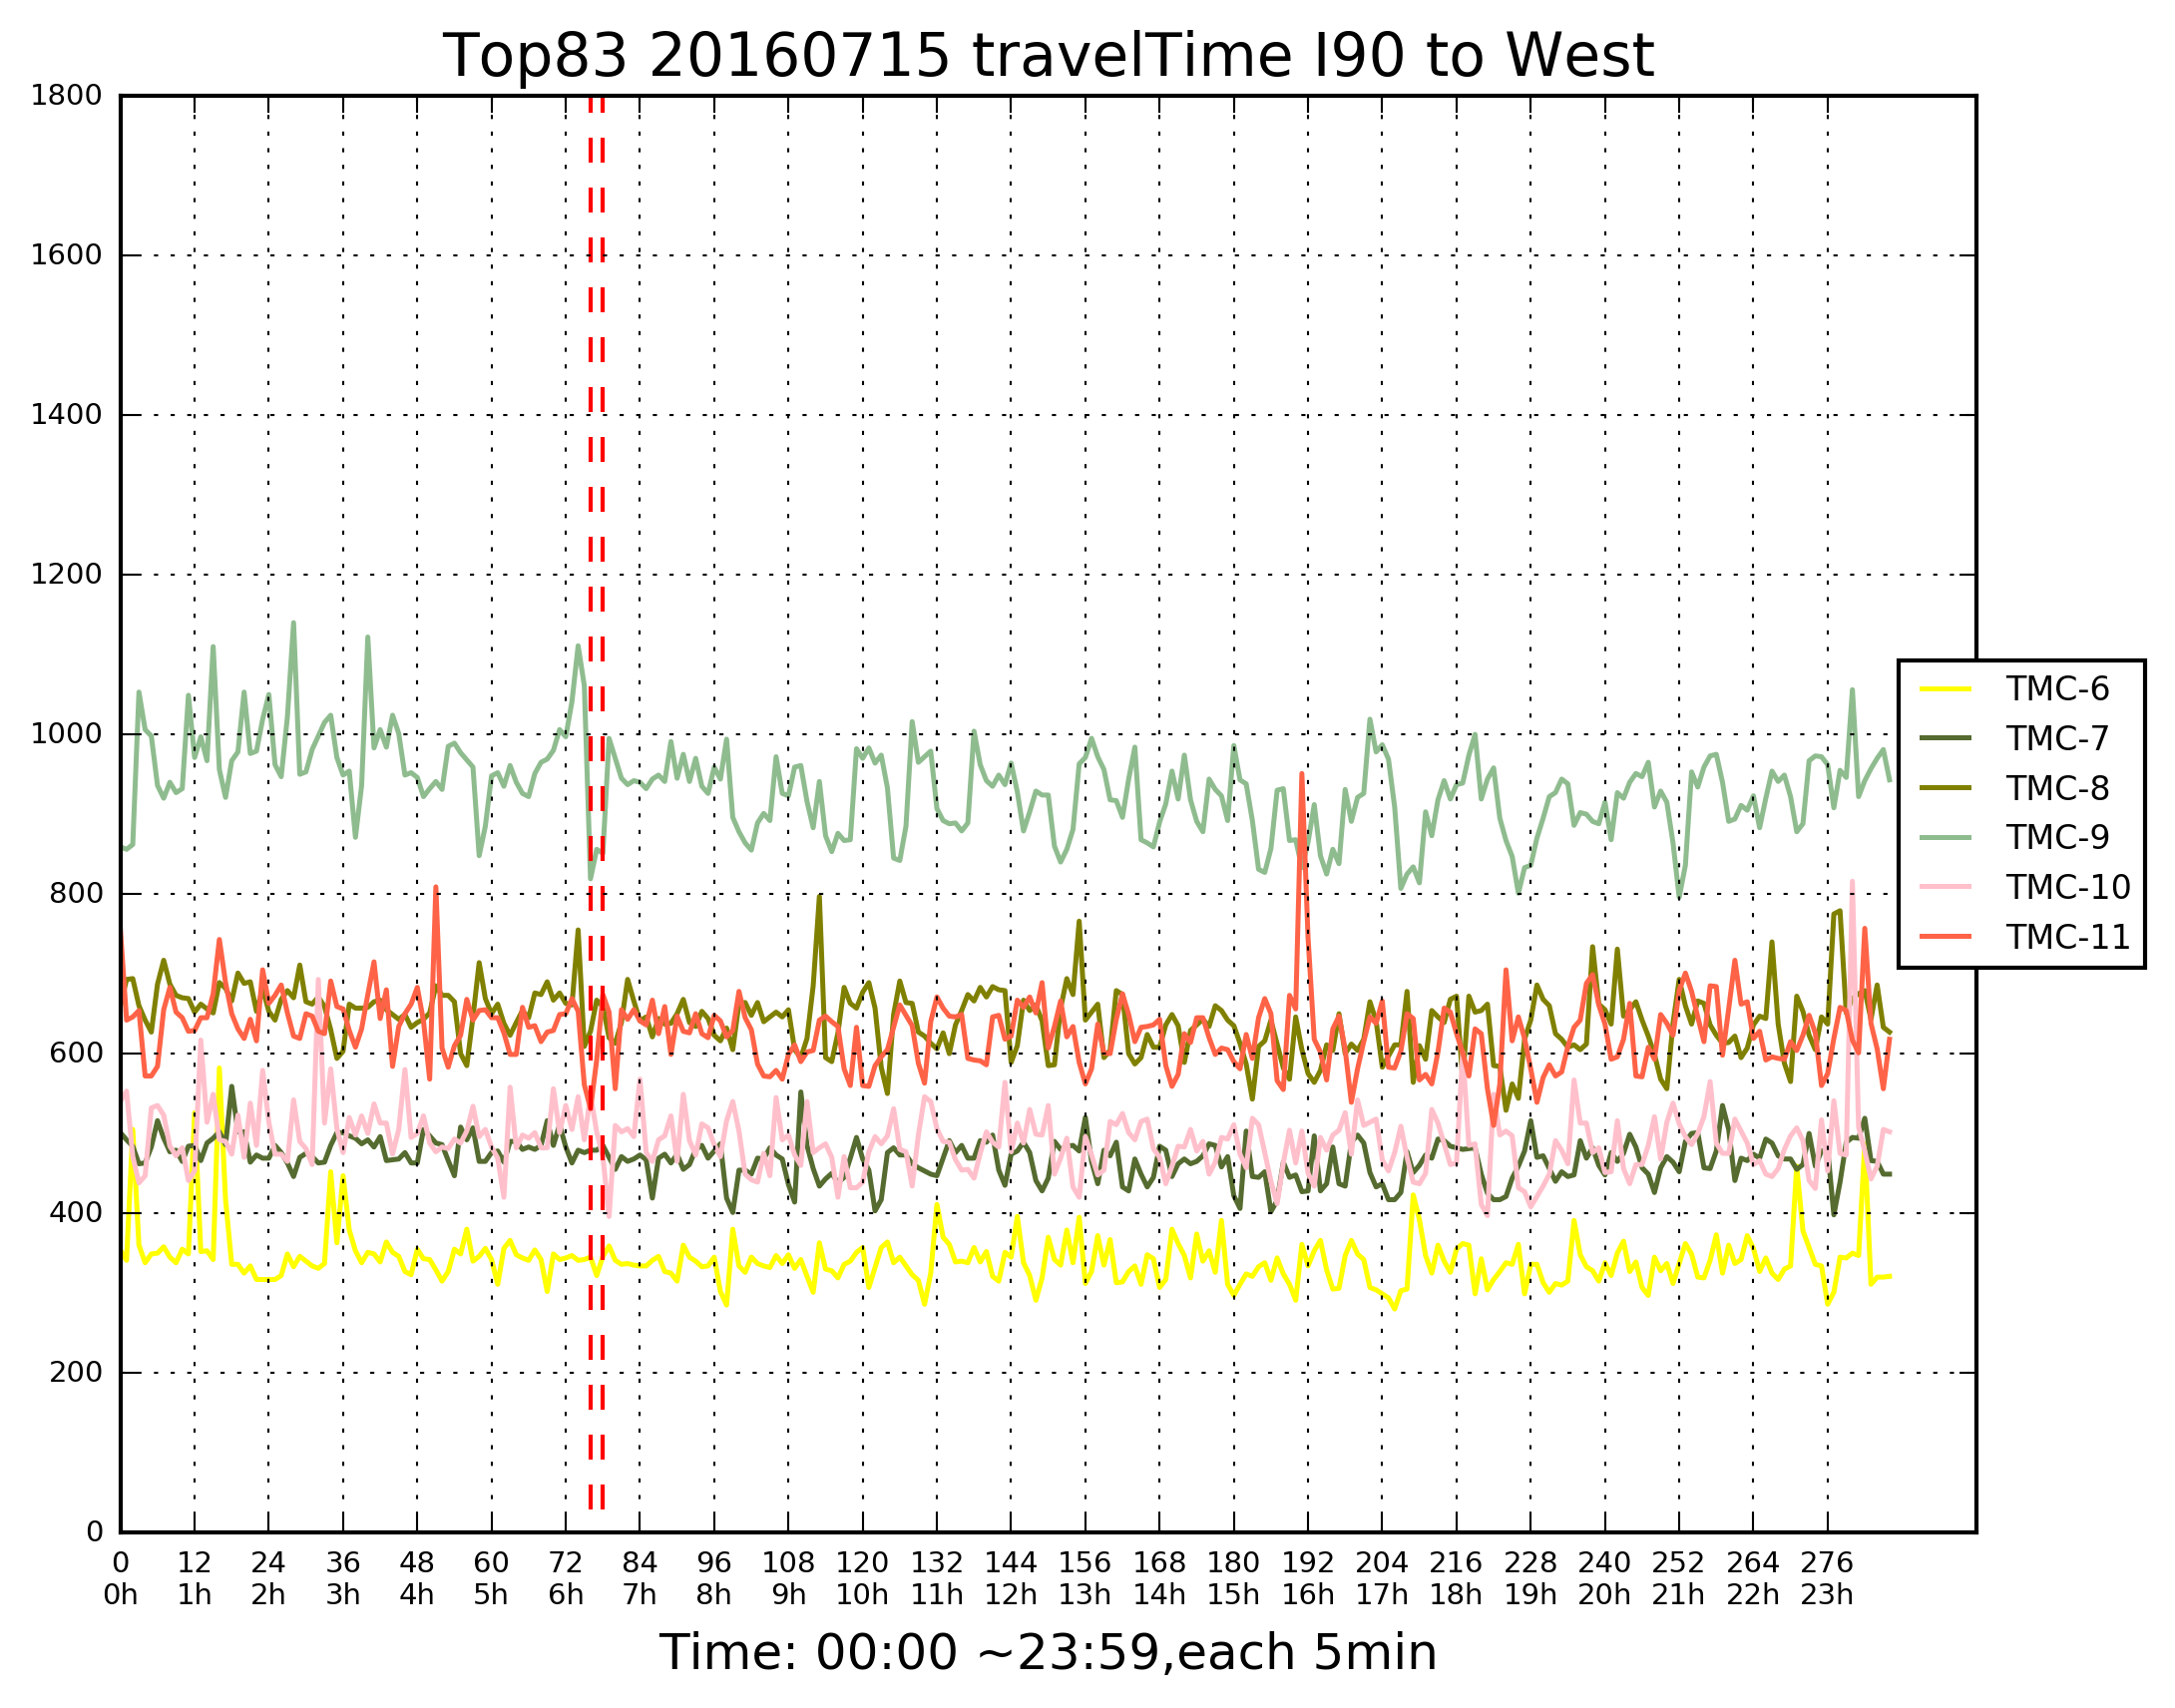 Top83 20160715 travelTime I90 to West
1800
1600
1400
1200
1000
800
600
400
200
0
TMC-6
TMC-7
TMC-8
TMC-9
TMC-10
TMC-11
0 12 24 36 48 60 72 84 96 108 120 132 144 156 168 180 192 204 216 228 240 252 264 276
0h 1h 2h 3h 4h 5h 6h 7h 8h 9h 10h 11h 12h 13h 14h 15h 16h 17h 18h 19h 20h 21h 22h 23h
Time: 00:00 ~23:59,each 5min